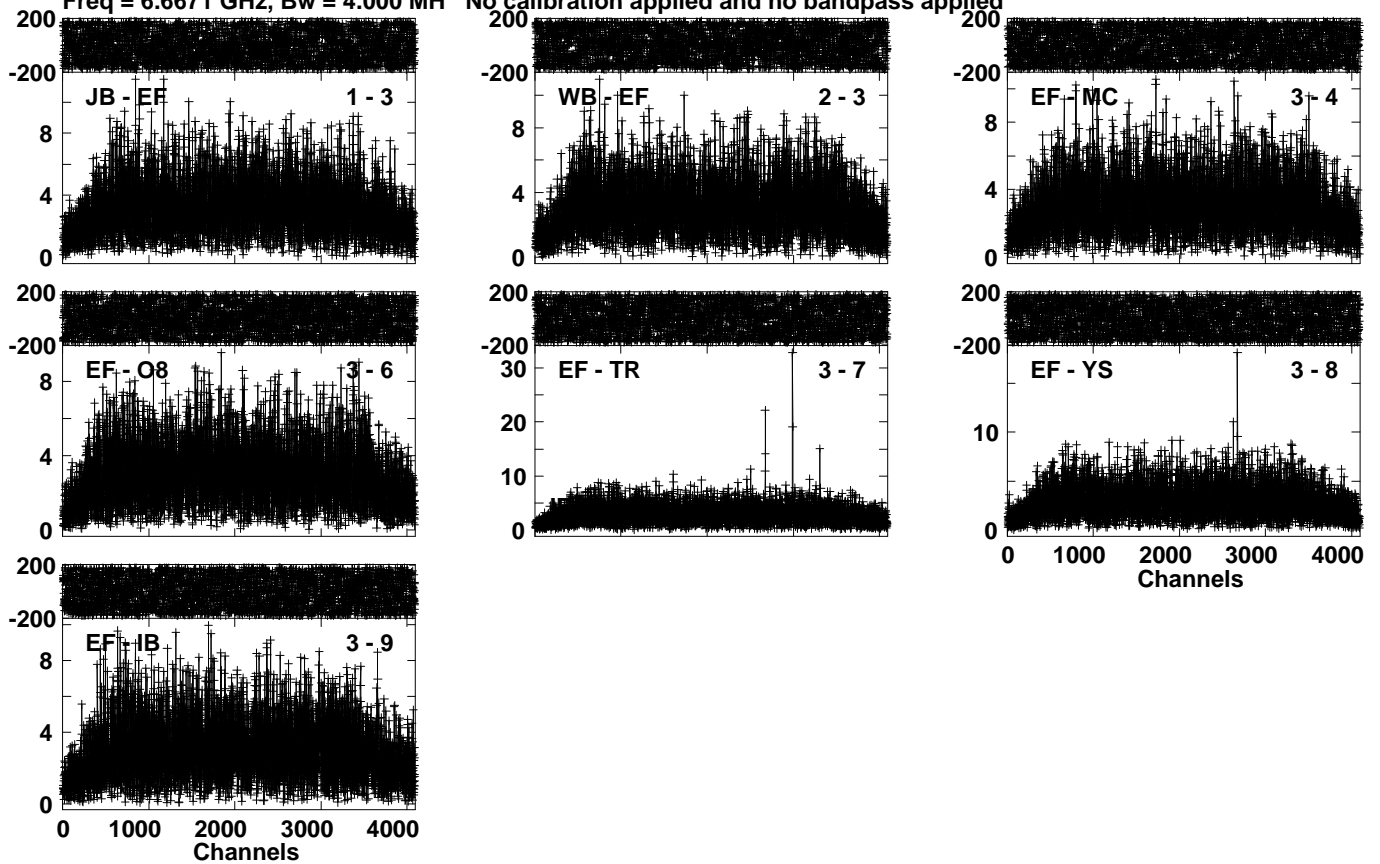 Freq = 6.6671 GHz, Bw = 4.000 MH No calibration applied and no bandpass applied
200
-200
JB - EF 1 - 3
8
4
0
200
-200
WB - EF 2 - 3
8
4
0
200
-200
EF - MC 3 - 4
8
4
0
200
-200
EF - O8 3 - 6
8
4
0
200
-200
EF - TR 3 - 7
30
20
10
0
200
-200
EF - YS 3 - 8
10
0
0 1000 2000 3000 4000
Channels
200
-200
EF - IB 3 - 9
8
4
0
0 1000 2000 3000 4000
Channels